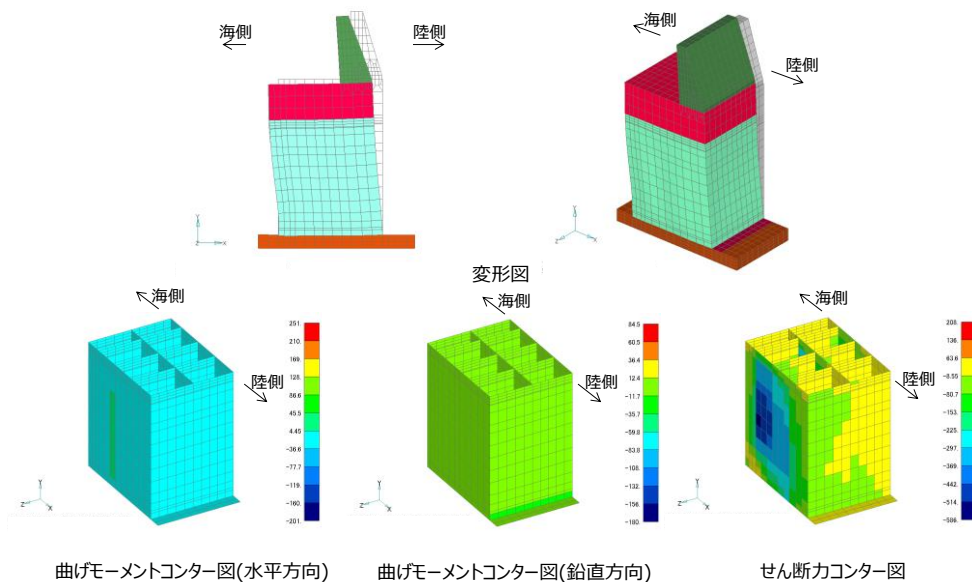 海側
陸側
海側
陸側
Y
Z
X
Y
Z
X
変形図
海側
陸側
251.
210.
169.
128.
86.6
45.5
4.45
-36.6
-77.7
-119.
-160.
-201.
Y
Z
X
海側
陸側
84.5
60.5
36.4
12.4
-11.7
-35.7
-59.8
-83.8
-108.
-132.
-156.
-180.
Y
Z
X
海側
陸側
208.
136.
63.6
-8.55
-80.7
-153.
-225.
-297.
-369.
-442.
-514.
-586.
Y
Z
X
曲げモーメントコンター図(水平方向)
曲げモーメントコンター図(鉛直方向)
せん断力コンター図